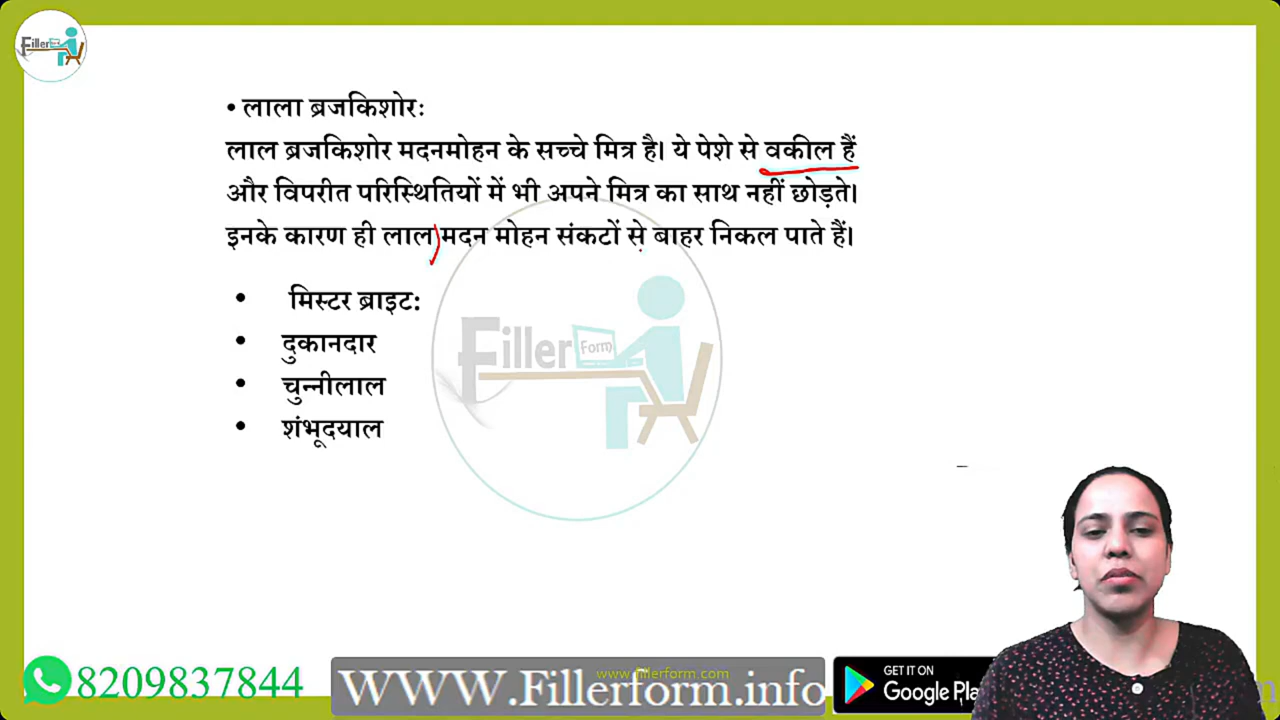 Fillerform
• लाला ब्रजकिशोरः
लाल ब्रजकिशोर मदनमोहन के सच्चे मित्र है। ये पेशे से वकील हैं
और विपरीत परिस्थितियों में भी अपने मित्र का साथ नहीं छोड़ते।
इनके कारण ही लाल मदन मोहन संकटों से बाहर निकल पाते हैं।
• मिस्टर ब्राइट:
• दुकानदार
• चुन्नीलाल
• शंभूदयाल
Filler Form
8209837844
www.fillerform.com
WWW.Fillerform.info
GET IT ON
Google Pla